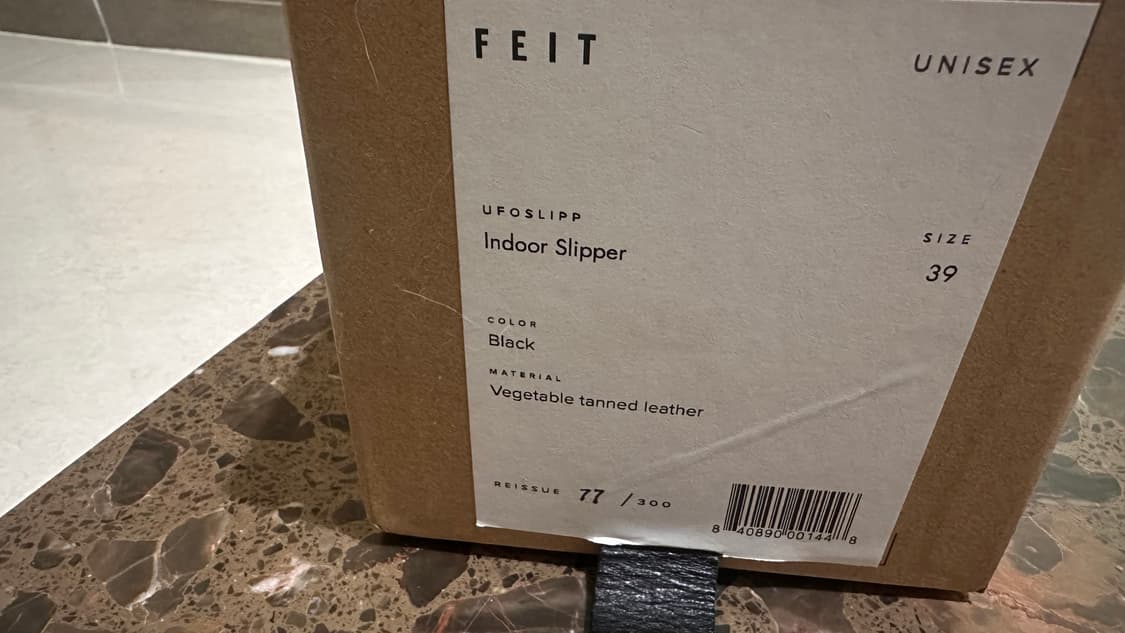 FEIT
UNISEX
UFOSLIPP
Indoor Slipper
SIZE
39
COLOR
Black
MATERIAL
Vegetable tanned leather
REISSUE 77 /300
8 40890 00144 8